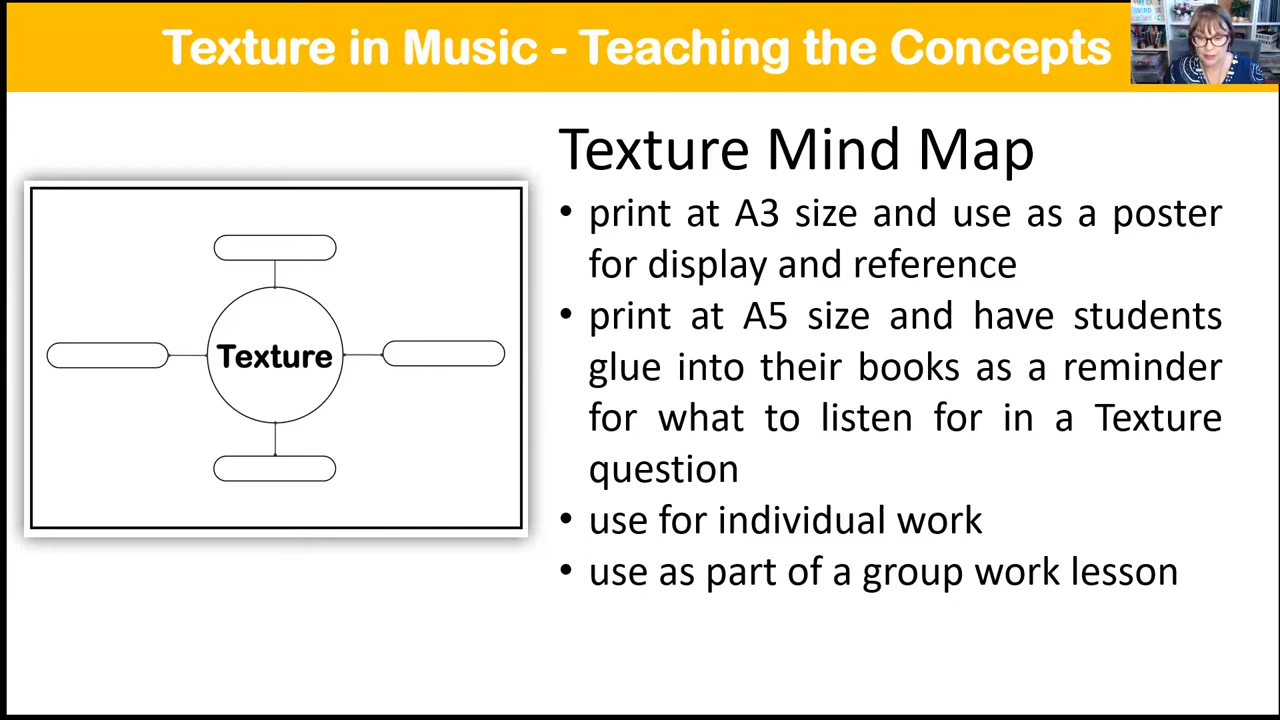 Texture in Music - Teaching the Concepts
Texture Mind Map
• print at A3 size and use as a poster
for display and reference
• print at A5 size and have students
glue into their books as a reminder
for what to listen for in a Texture
question
• use for individual work
• use as part of a group work lesson
Texture